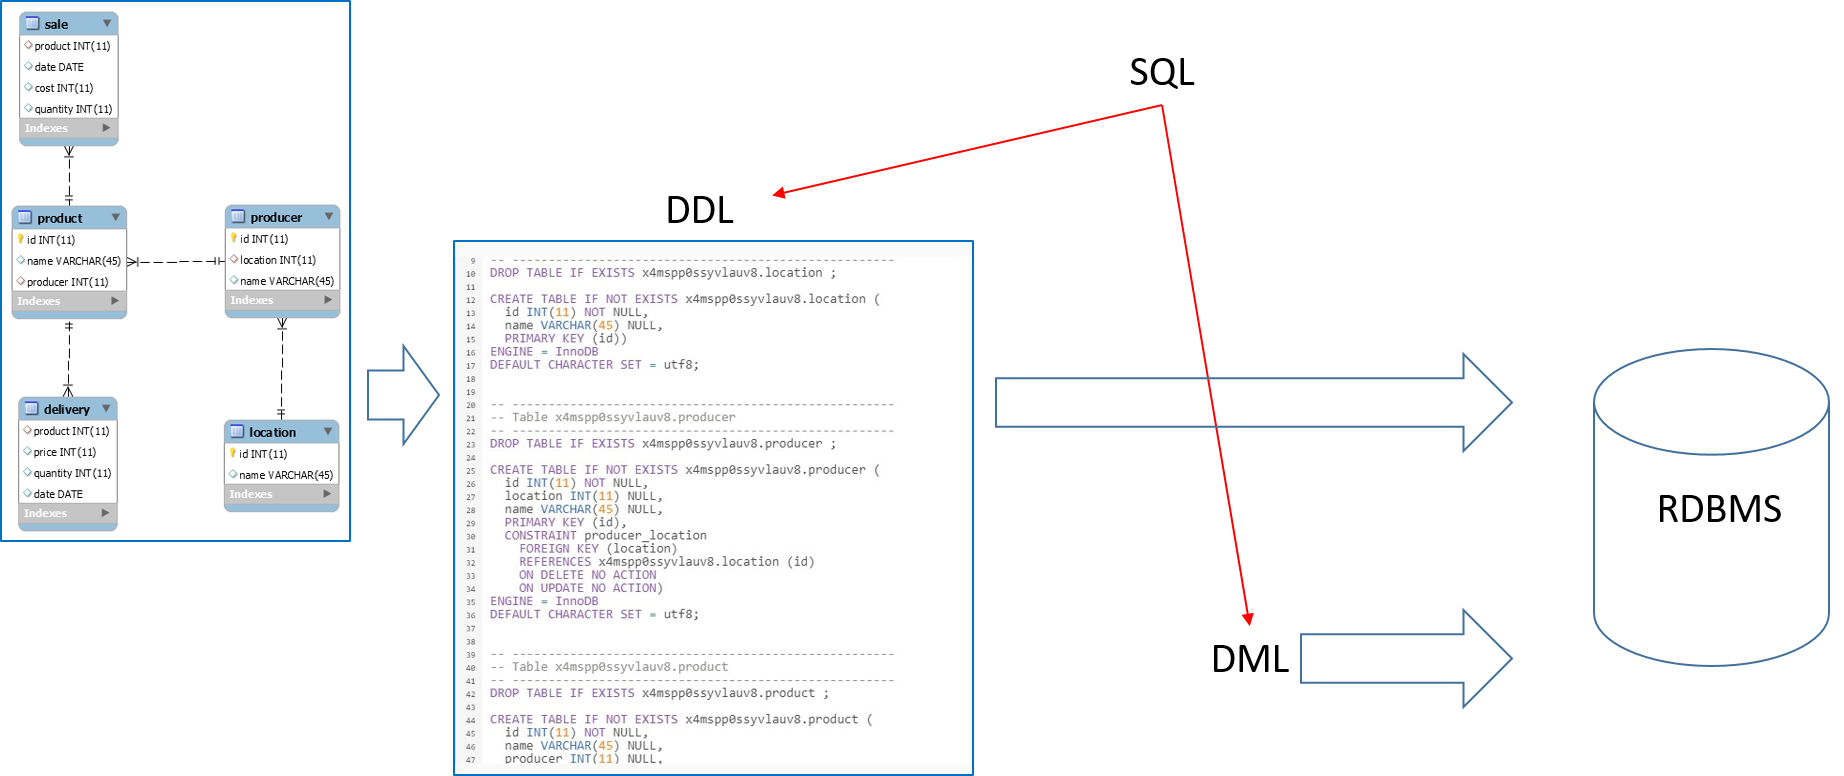 sale
product INT(11)
date DATE
cost INT(11)
quantity INT(11)
Indexes
product
id INT(11)
name VARCHAR(45)
producer INT(11)
Indexes
producer
id INT(11)
location INT(11)
name VARCHAR(45)
Indexes
delivery
product INT(11)
price INT(11)
quantity INT(11)
date DATE
Indexes
location
id INT(11)
name VARCHAR(45)
Indexes
SQL
DDL
9 -- ---------------------------------------------------
10 DROP TABLE IF EXISTS x4mspp0ssyvlauv8.location ;
11
12 CREATE TABLE IF NOT EXISTS x4mspp0ssyvlauv8.location (
13 id INT(11) NOT NULL,
14 name VARCHAR(45) NULL,
15 PRIMARY KEY (id))
16 ENGINE = InnoDB
17 DEFAULT CHARACTER SET = utf8;
18
19
20 -- ---------------------------------------------------
21 -- Table x4mspp0ssyvlauv8.producer
22 -- ---------------------------------------------------
23 DROP TABLE IF EXISTS x4mspp0ssyvlauv8.producer ;
24
25 CREATE TABLE IF NOT EXISTS x4mspp0ssyvlauv8.producer (
26 id INT(11) NOT NULL,
27 location INT(11) NULL,
28 name VARCHAR(45) NULL,
29 PRIMARY KEY (id),
30 CONSTRAINT producer_location
31 FOREIGN KEY (location)
32 REFERENCES x4mspp0ssyvlauv8.location (id)
33 ON DELETE NO ACTION
34 ON UPDATE NO ACTION)
35 ENGINE = InnoDB
36 DEFAULT CHARACTER SET = utf8;
37
38
39 -- ---------------------------------------------------
40 -- Table x4mspp0ssyvlauv8.product
41 -- ---------------------------------------------------
42 DROP TABLE IF EXISTS x4mspp0ssyvlauv8.product ;
43
44 CREATE TABLE IF NOT EXISTS x4mspp0ssyvlauv8.product (
45 id INT(11) NOT NULL,
46 name VARCHAR(45) NULL,
47 producer INT(11) NULL,
DML
RDBMS